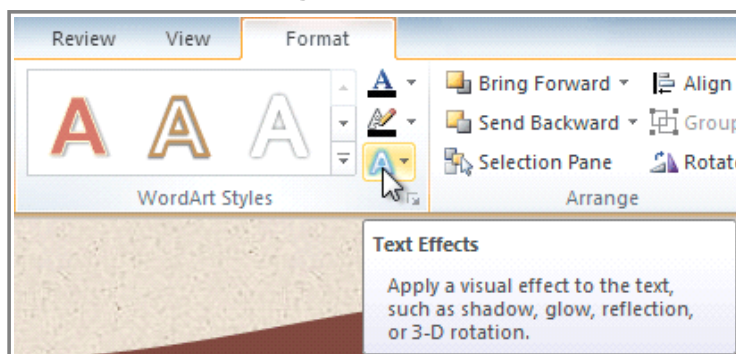 Review View Format
A A A A
Bring Forward Align
Send Backward Group
A Selection Pane Rotate
WordArt Styles Arrange
Text Effects
Apply a visual effect to the text,
such as shadow, glow, reflection,
or 3-D rotation.